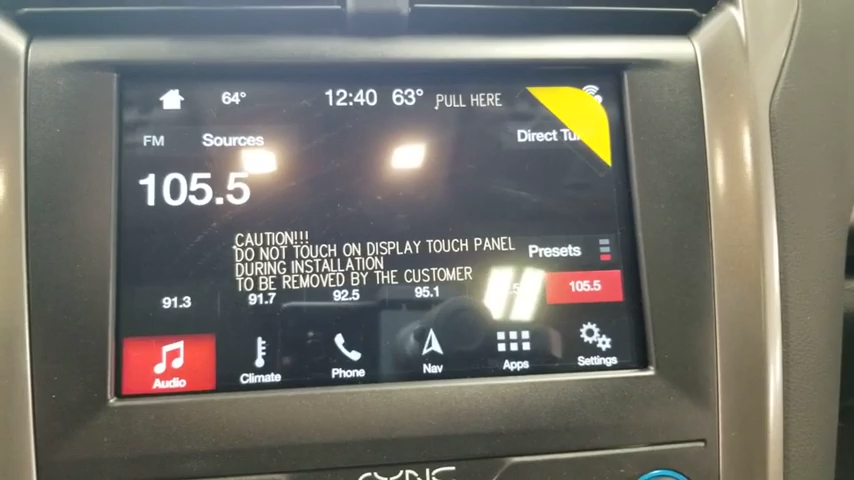 64° 12:40 63° PULL HERE
FM Sources Direct
105.5
CAUTION!!!
DO NOT TOUCH ON DISPLAY TOUCH PANEL
DURING INSTALLATION
TO BE REMOVED BY THE CUSTOMER
Presets
91.3 91.7 92.5 95.1 105.5
Audio Climate Phone Nav Apps Settings
SYNC